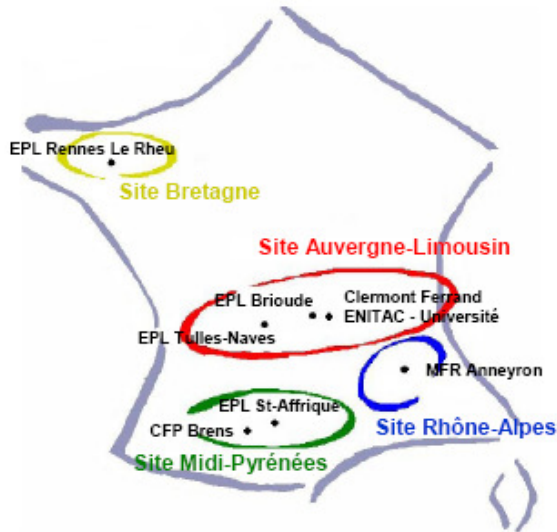 EPL Rennes Le Rheu
Site Bretagne
Site Auvergne-Limousin
EPL Brioude
Clermont Ferrand
ENITAC - Université
EPL Tulles-Naves
MFR Anneyron
EPL St-Affrique
CFP Brens
Site Rhône-Alpes
Site Midi-Pyrénées